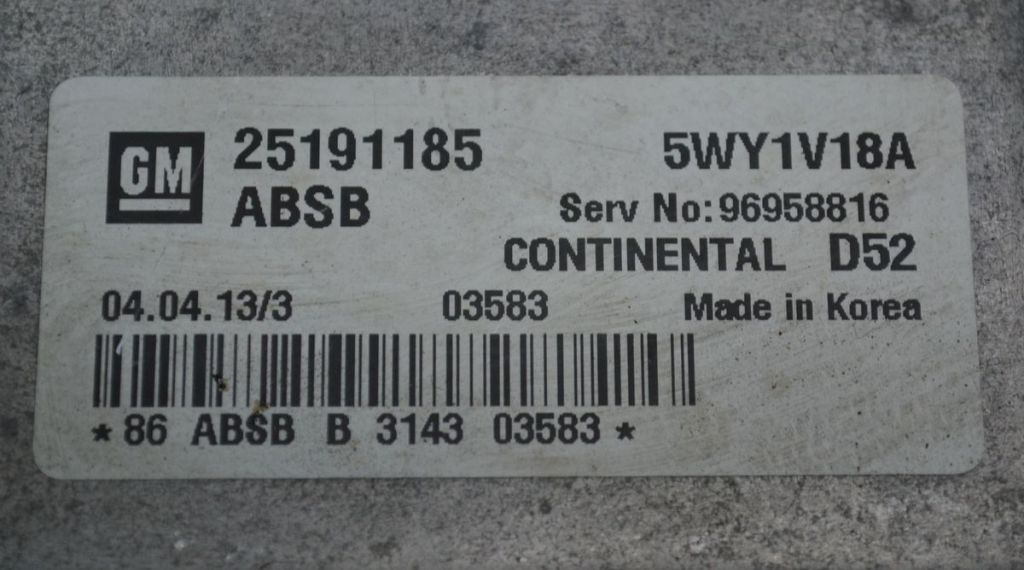 GM 25191185 5WY1V18A
ABSB Serv No: 96958816
CONTINENTAL D52
04.04.13/3 03583 Made in Korea
* 86 ABSB B 3143 03583 *